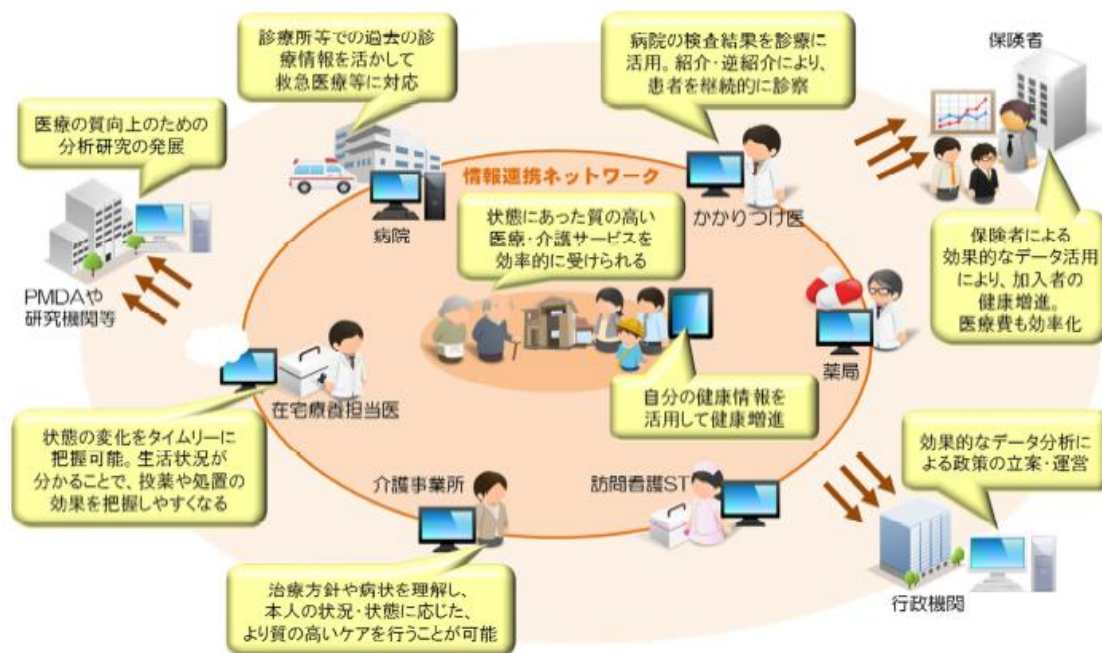 診療所等での過去の診
療情報を活かして
救急医療等に対応
病院の検査結果を診療に
活用。紹介・逆紹介により、
患者を継続的に診察
保険者
医療の質向上のための
分析研究の発展
情報連携ネットワーク
病院
かかりつけ医
状態にあった質の高い
医療・介護サービスを
効率的に受けられる
保険者による
効果的なデータ活用
により、加入者の
健康増進。
医療費も効率化
PMDAや
研究機関等
薬局
在宅療養担当医
自分の健康情報を
活用して健康増進
状態の変化をタイムリーに
把握可能。生活状況が
分かることで、投薬や処置の
効果を把握しやすくなる
効果的なデータ分析に
よる政策の立案・運営
介護事業所
訪問看護ST
治療方針や病状を理解し、
本人の状況・状態に応じた、
より質の高いケアを行うことが可能
行政機関